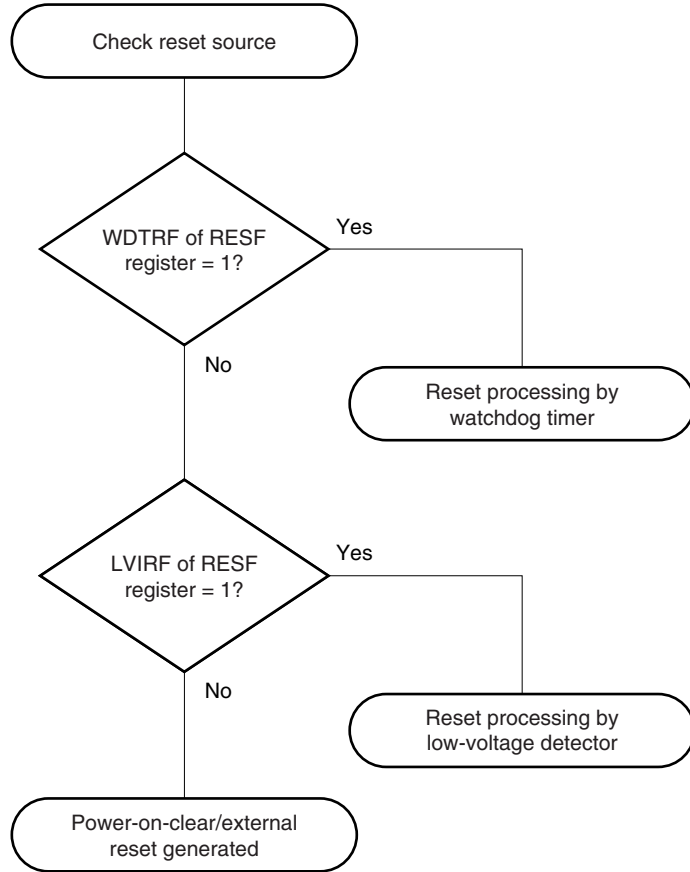 Check reset source
WDTRF of RESF
register = 1?
Yes
No
Reset processing by
watchdog timer
LVIRF of RESF
register = 1?
Yes
No
Reset processing by
low-voltage detector
Power-on-clear/external
reset generated